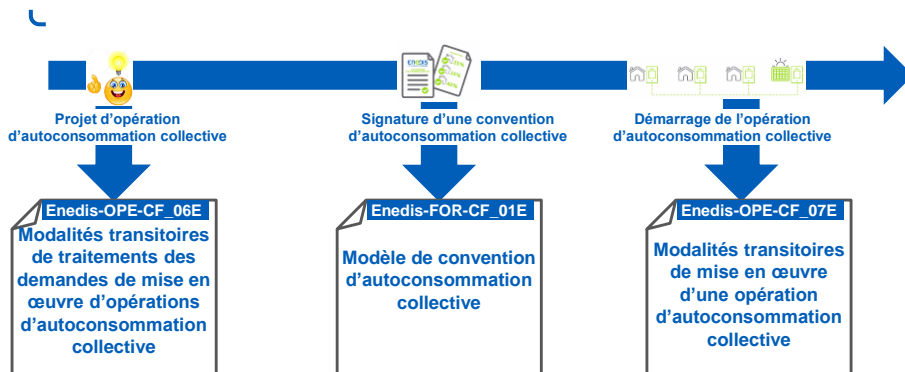 Projet d'opération
d'autoconsommation collective
Signature d'une convention
d'autoconsommation collective
Démarrage de l'opération
d'autoconsommation collective
Enedis-OPE-CF_06E
Modalités transitoires
de traitements des
demandes de mise en
œuvre d'opérations
d'autoconsommation
collective
Enedis-FOR-CF_01E
Modèle de convention
d'autoconsommation
collective
Enedis-OPE-CF_07E
Modalités transitoires
de mise en œuvre
d'une opération
d'autoconsommation
collective